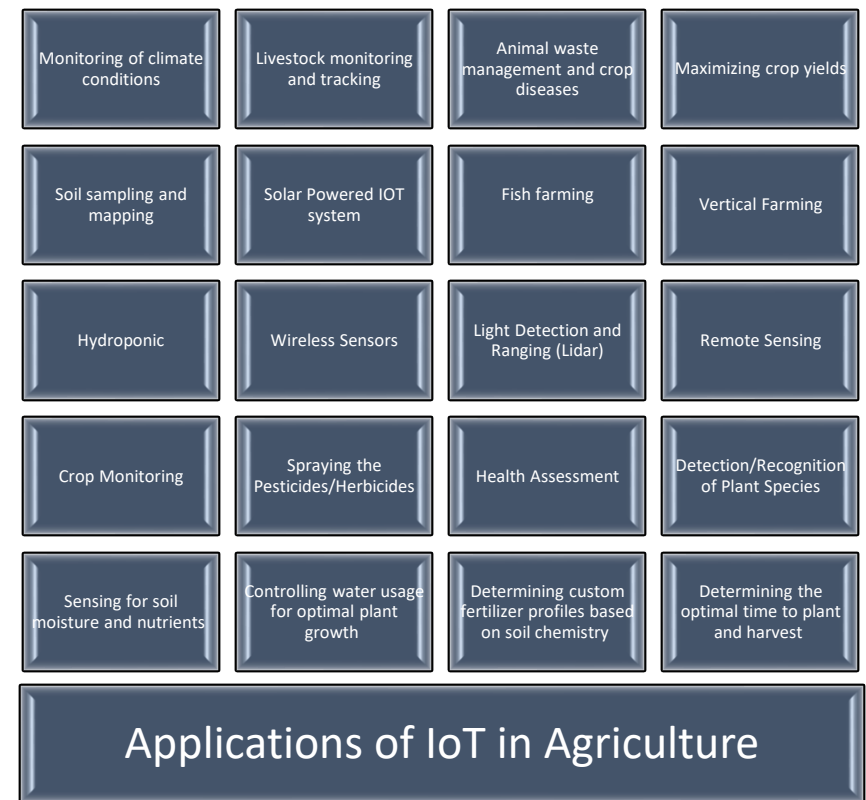 Monitoring of climate
conditions
Livestock monitoring
and tracking
Animal waste
management and crop
diseases
Maximizing crop yields
Soil sampling and
mapping
Solar Powered IOT
system
Fish farming
Vertical Farming
Hydroponic
Wireless Sensors
Light Detection and
Ranging (Lidar)
Remote Sensing
Crop Monitoring
Spraying the
Pesticides/Herbicides
Health Assessment
Detection/Recognition
of Plant Species
Sensing for soil
moisture and nutrients
Controlling water usage
for optimal plant
growth
Determining custom
fertilizer profiles based
on soil chemistry
Determining the
optimal time to plant
and harvest
Applications of IoT in Agriculture